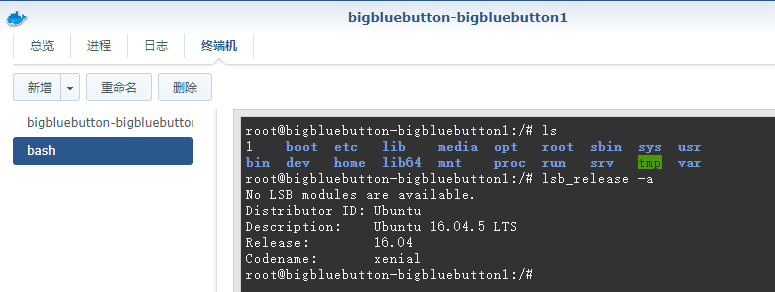 bigbluebutton-bigbluebutton1
总览 进程 日志 终端机
新增 重命名 删除
bigbluebutton-bigbluebuttor
bash
root@bigbluebutton-bigbluebutton1:/# ls
1 boot etc lib media opt root sbin sys usr
bin dev home lib64 mnt proc run srv tmp var
root@bigbluebutton-bigbluebutton1:/# lsb_release -a
No LSB modules are available.
Distributor ID: Ubuntu
Description: Ubuntu 16.04.5 LTS
Release: 16.04
Codename: xenial
root@bigbluebutton-bigbluebutton1:/#